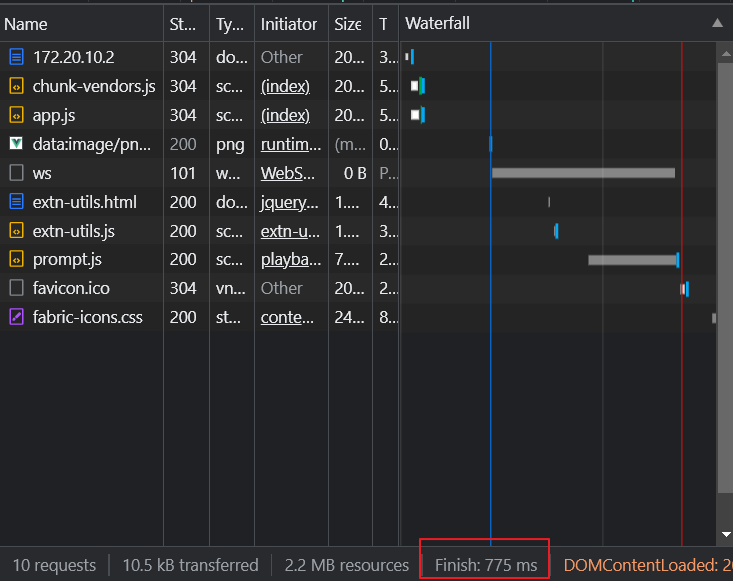 Name St... Ty... Initiator Size T Waterfall
172.20.10.2 304 do... Other 20... 3...
chunk-vendors.js 304 sc... (index) 20... 5...
app.js 304 sc... (index) 20... 5...
data:image/pn... 200 png runtim... (m... 0...
ws 101 w... WebS... 0 B P...
extn-utils.html 200 do... jquery... 1.... 4...
extn-utils.js 200 sc... extn-u... 1.... 3...
prompt.js 200 sc... playba... 7.... 2...
favicon.ico 304 vn... Other 20... 2...
fabric-icons.css 200 st... conte... 24... 8...
10 requests 10.5 kB transferred 2.2 MB resources Finish: 775 ms DOMContentLoaded: 2